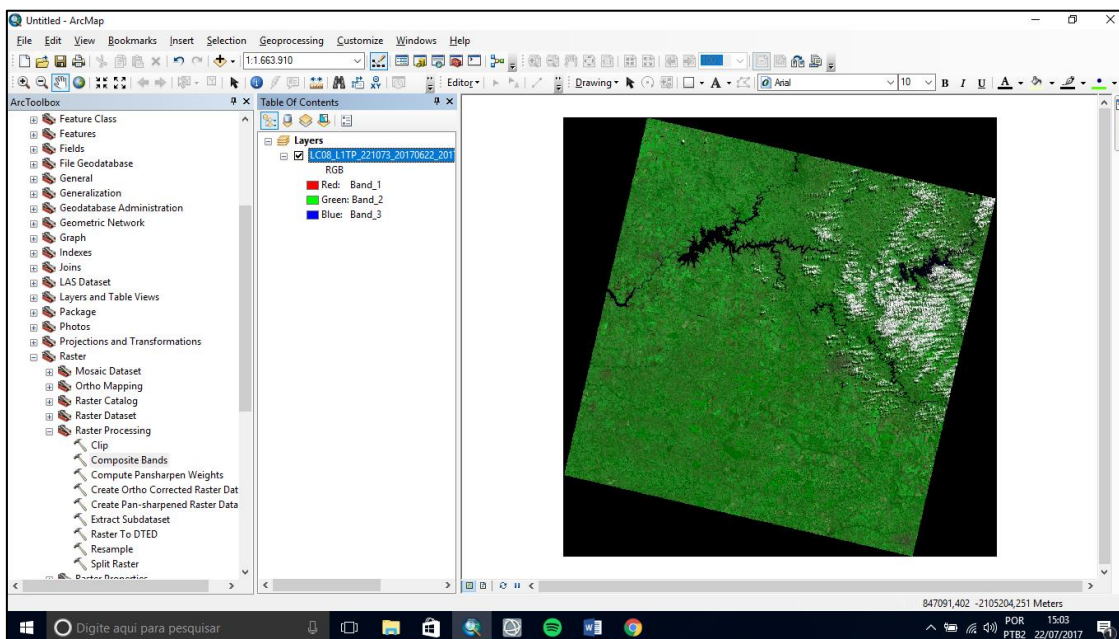 Untitled - ArcMap
File Edit View Bookmarks Insert Selection Geoprocessing Customize Windows Help
1:1.663.910
Editor Drawing A Arial 10 B I U A
ArcToolbox
Feature Class
Features
Fields
File Geodatabase
General
Generalization
Geodatabase Administration
Geometric Network
Graph
Indexes
Joins
LAS Dataset
Layers and Table Views
Package
Photos
Projections and Transformations
Raster
Mosaic Dataset
Ortho Mapping
Raster Catalog
Raster Dataset
Raster Processing
Clip
Composite Bands
Compute Pansharpen Weights
Create Ortho Corrected Raster Dat
Create Pan-sharpened Raster Data
Extract Subdataset
Raster To DTED
Resample
Split Raster
Raster Properties
Table Of Contents
Layers
LC08_L1TP_221073_20170622_201
RGB
Red: Band_1
Green: Band_2
Blue: Band_3
847091,402 -2105204,251 Meters
Digite aqui para pesquisar
POR
PTB2
15:03
22/07/2017